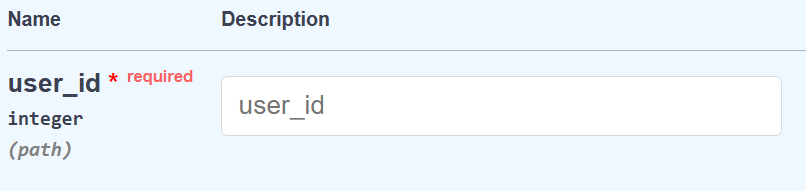 Name Description
user_id * required
integer
(path)
user_id